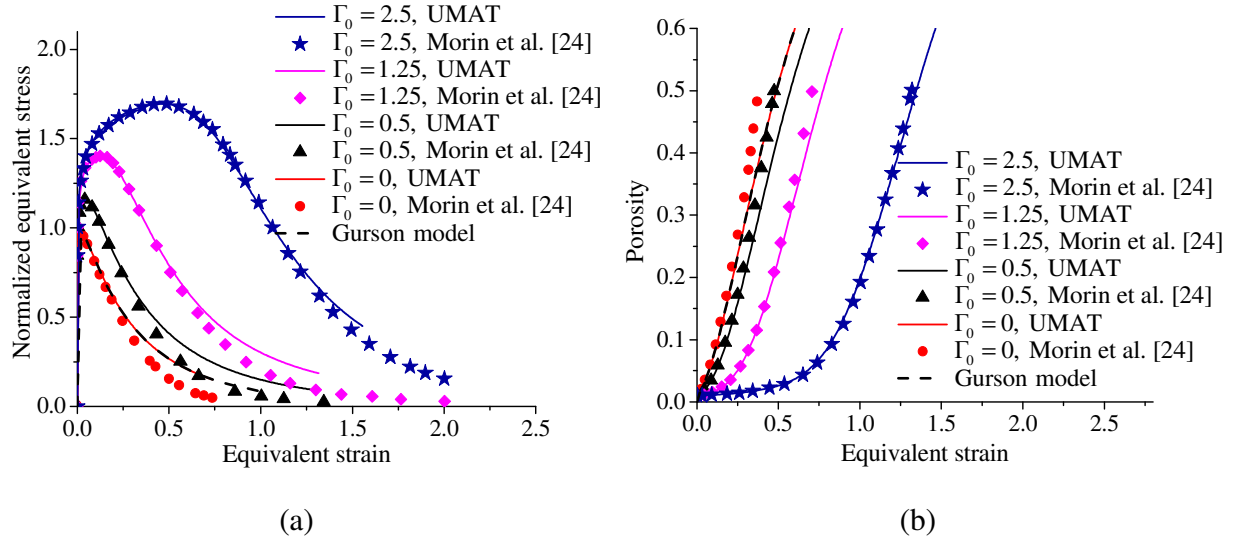 Γ₀ = 2.5, UMAT
Γ₀ = 2.5, Morin et al. [24]
Γ₀ = 1.25, UMAT
Γ₀ = 1.25, Morin et al. [24]
Γ₀ = 0.5, UMAT
Γ₀ = 0.5, Morin et al. [24]
Γ₀ = 0, UMAT
Γ₀ = 0, Morin et al. [24]
Gurson model
Normalized equivalent stress
2.0
1.5
1.0
0.5
0.0
0.0 0.5 1.0 1.5 2.0 2.5
Equivalent strain
(a)
Γ₀ = 2.5, UMAT
Γ₀ = 2.5, Morin et al. [24]
Γ₀ = 1.25, UMAT
Γ₀ = 1.25, Morin et al. [24]
Γ₀ = 0.5, UMAT
Γ₀ = 0.5, Morin et al. [24]
Γ₀ = 0, UMAT
Γ₀ = 0, Morin et al. [24]
Gurson model
Porosity
0.6
0.5
0.4
0.3
0.2
0.1
0.0
0.0 0.5 1.0 1.5 2.0 2.5
Equivalent strain
(b)